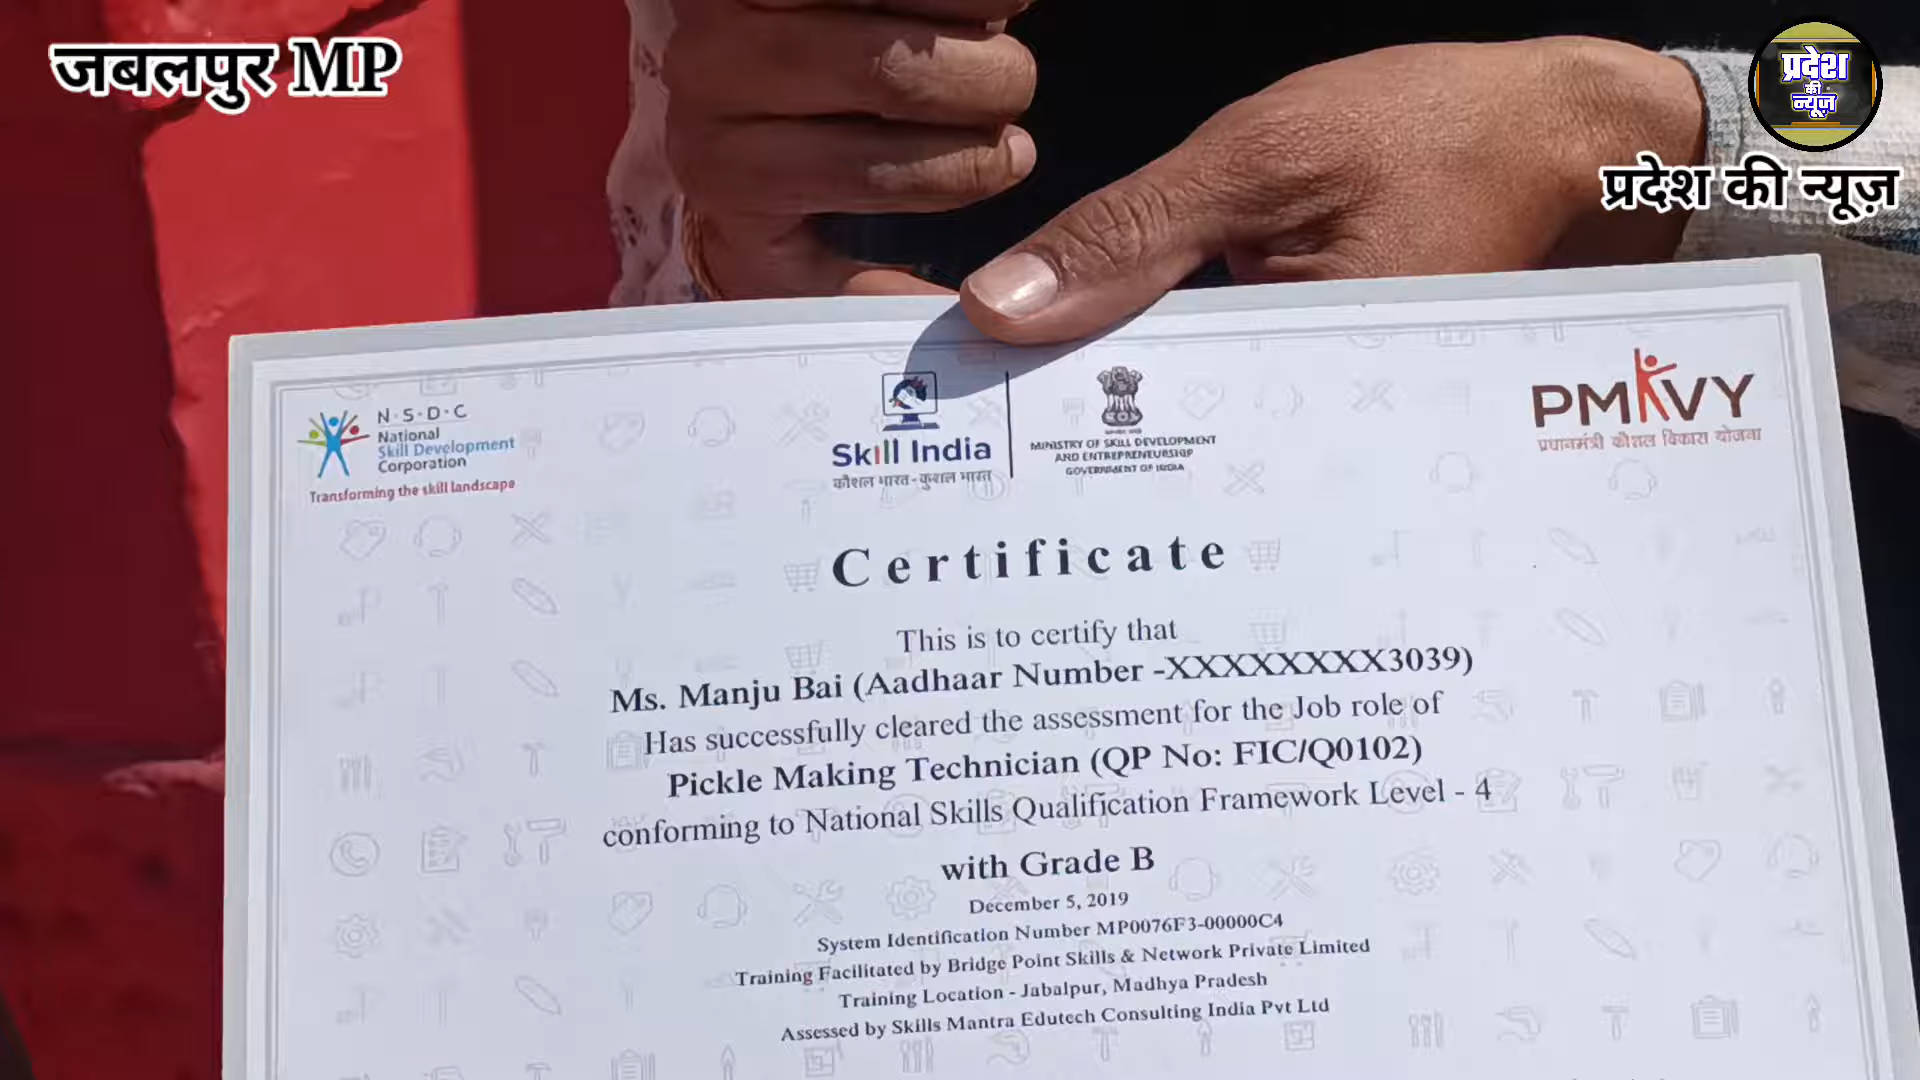 जबलपुर MP
प्रदेश
की
न्यूज़
प्रदेश की न्यूज़
N·S·D·C
National
Skill Development
Corporation
Transforming the skill landscape
Skill India
कौशल भारत - कुशल भारत
MINISTRY OF SKILL DEVELOPMENT
AND ENTREPRENEURSHIP
GOVERNMENT OF INDIA
PMKVY
प्रधानमंत्री कौशल विकास योजना
Certificate
This is to certify that
Ms. Manju Bai (Aadhaar Number -XXXXXXXX3039)
Has successfully cleared the assessment for the Job role of
Pickle Making Technician (QP No: FIC/Q0102)
conforming to National Skills Qualification Framework Level - 4
with Grade B
December 5, 2019
System Identification Number MP0076F3-00000C4
Training Facilitated by Bridge Point Skills & Network Private Limited
Training Location - Jabalpur, Madhya Pradesh
Assessed by Skills Mantra Edutech Consulting India Pvt Ltd